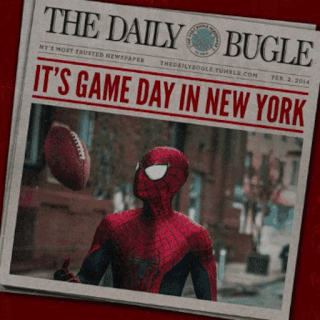 THE DAILY BUGLE
NY'S MOST TRUSTED NEWSPAPER THEDAILYBUGLE.TUMBLR.COM FEB. 2, 2014
IT'S GAME DAY IN NEW YORK